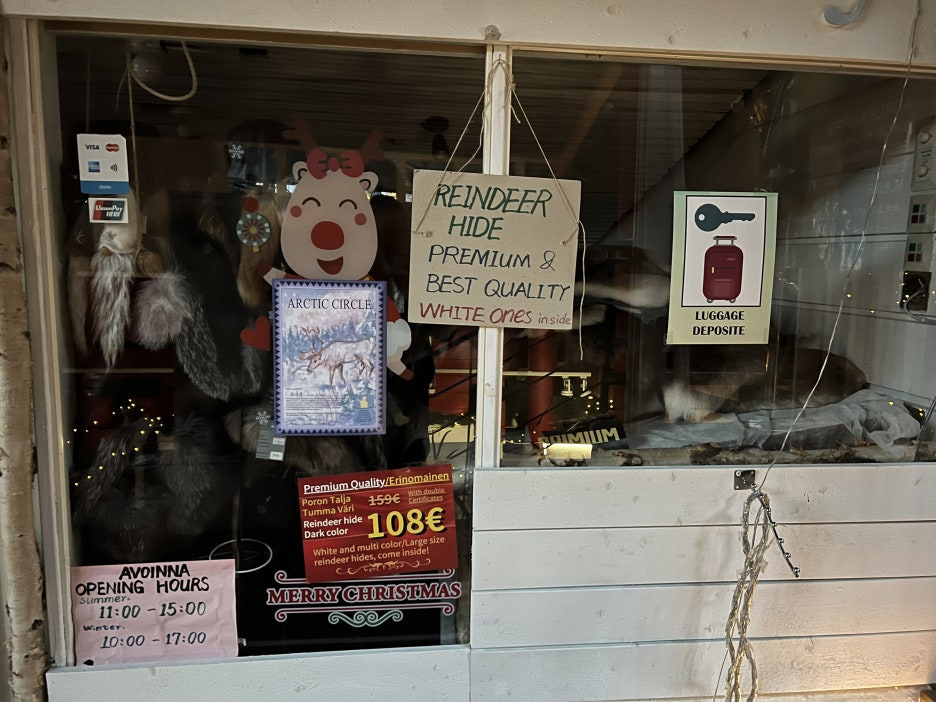 VISA
UnionPay
银联
REINDEER
HIDE
PREMIUM &
BEST QUALITY
WHITE ONES inside
LUGGAGE
DEPOSITE
ARCTIC CIRCLE
PREMIUM
Premium Quality/Erinomainen
Poron Talja 159€ With double
Tumma Väri Certificates
Reindeer hide 108€
Dark color
White and multi color/Large size
reindeer hides, come inside!
MERRY CHRISTMAS
AVOINNA
OPENING HOURS
Summer:
11:00 - 15:00
Winter:
10:00 - 17:00